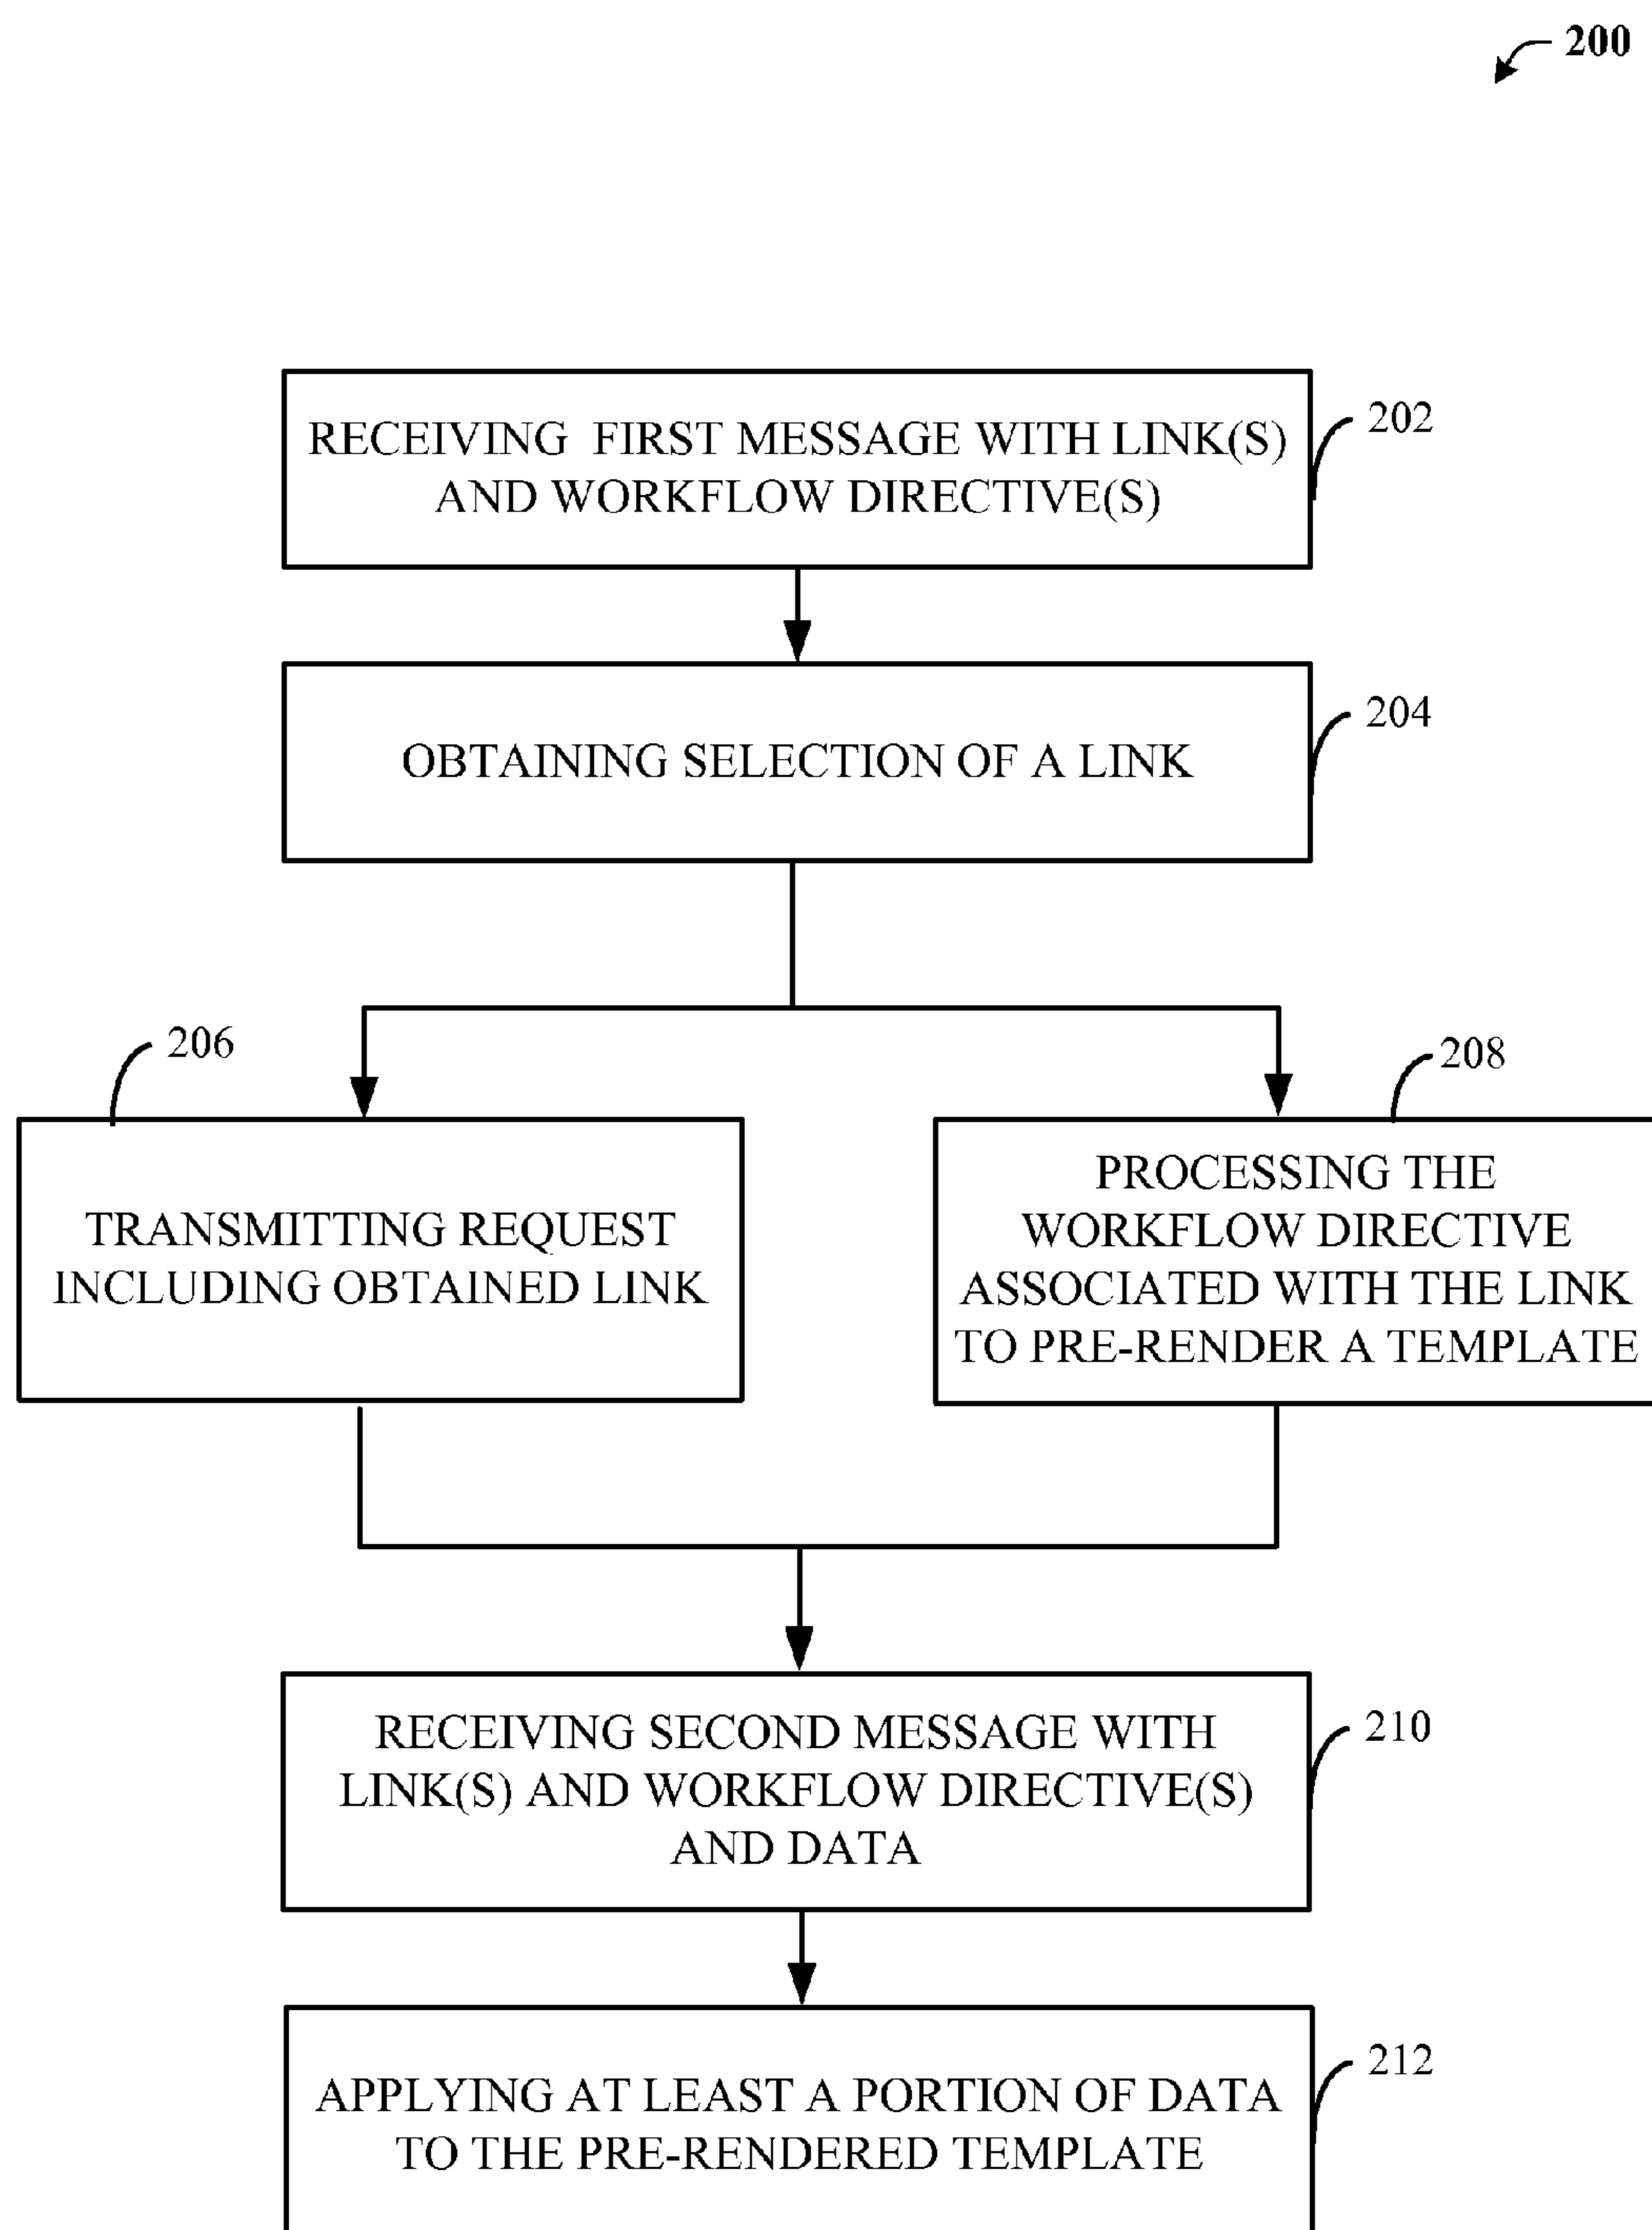 200
RECEIVING FIRST MESSAGE WITH LINK(S)
AND WORKFLOW DIRECTIVE(S)
202
OBTAINING SELECTION OF A LINK
204
206
TRANSMITTING REQUEST
INCLUDING OBTAINED LINK
208
PROCESSING THE
WORKFLOW DIRECTIVE
ASSOCIATED WITH THE LINK
TO PRE-RENDER A TEMPLATE
RECEIVING SECOND MESSAGE WITH
LINK(S) AND WORKFLOW DIRECTIVE(S)
AND DATA
210
APPLYING AT LEAST A PORTION OF DATA
TO THE PRE-RENDERED TEMPLATE
212